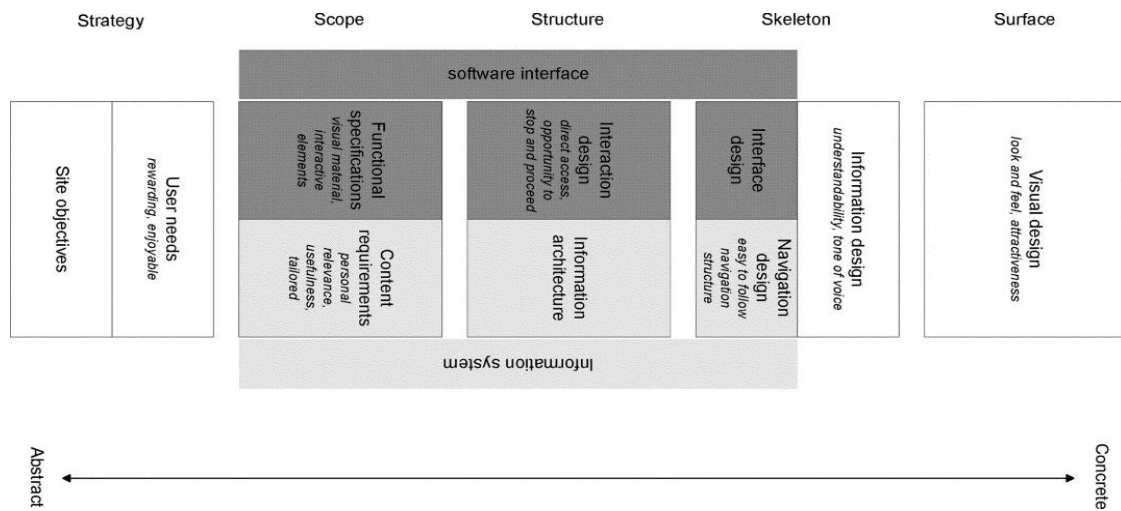 Strategy
Scope
Structure
Skeleton
Surface
software interface
Site objectives
User needs
rewarding, enjoyable
Functional
specifications
visual material,
interactive
elements
Content
requirements
personal
relevance,
usefulness,
tailored
Interaction
design
direct access,
opportunity to
stop and proceed
Information
architecture
Interface
design
Navigation
design
easy to follow
navigation
structure
Information design
understandability, tone of voice
Visual design
look and feel, attractiveness
Information system
Abstract
Concrete